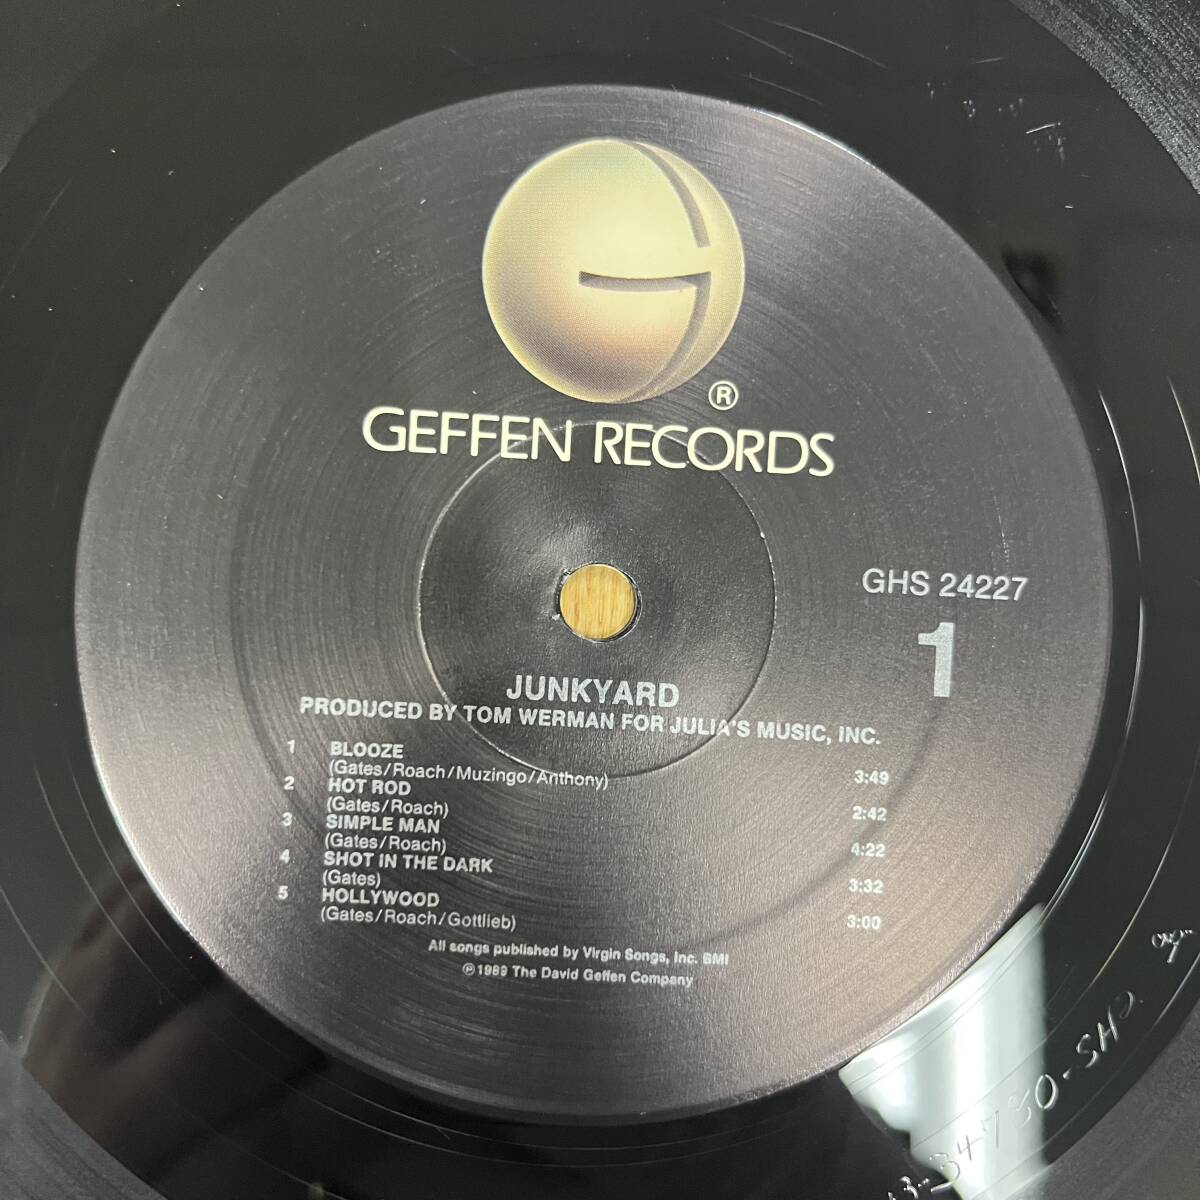 ®
GEFFEN RECORDS
GHS 24227
1
JUNKYARD
PRODUCED BY TOM WERMAN FOR JULIA'S MUSIC, INC.
1 BLOOZE
(Gates/Roach/Muzingo/Anthony) 3:49
2 HOT ROD
(Gates/Roach) 2:42
3 SIMPLE MAN
(Gates/Roach) 4:22
4 SHOT IN THE DARK
(Gates) 3:32
5 HOLLYWOOD
(Gates/Roach/Gottlieb) 3:00
All songs published by Virgin Songs, Inc. BMI
℗1989 The David Geffen Company